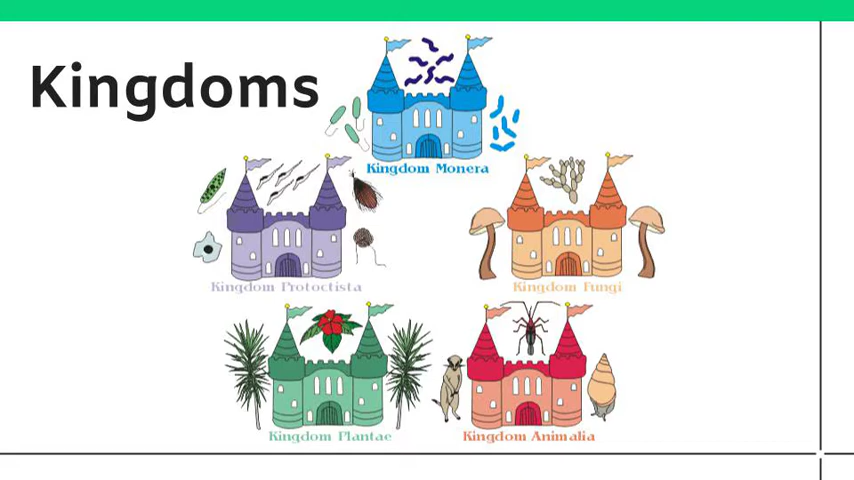 Kingdoms
Kingdom Monera
Kingdom Protoctista
Kingdom Fungi
Kingdom Plantae
Kingdom Animalia